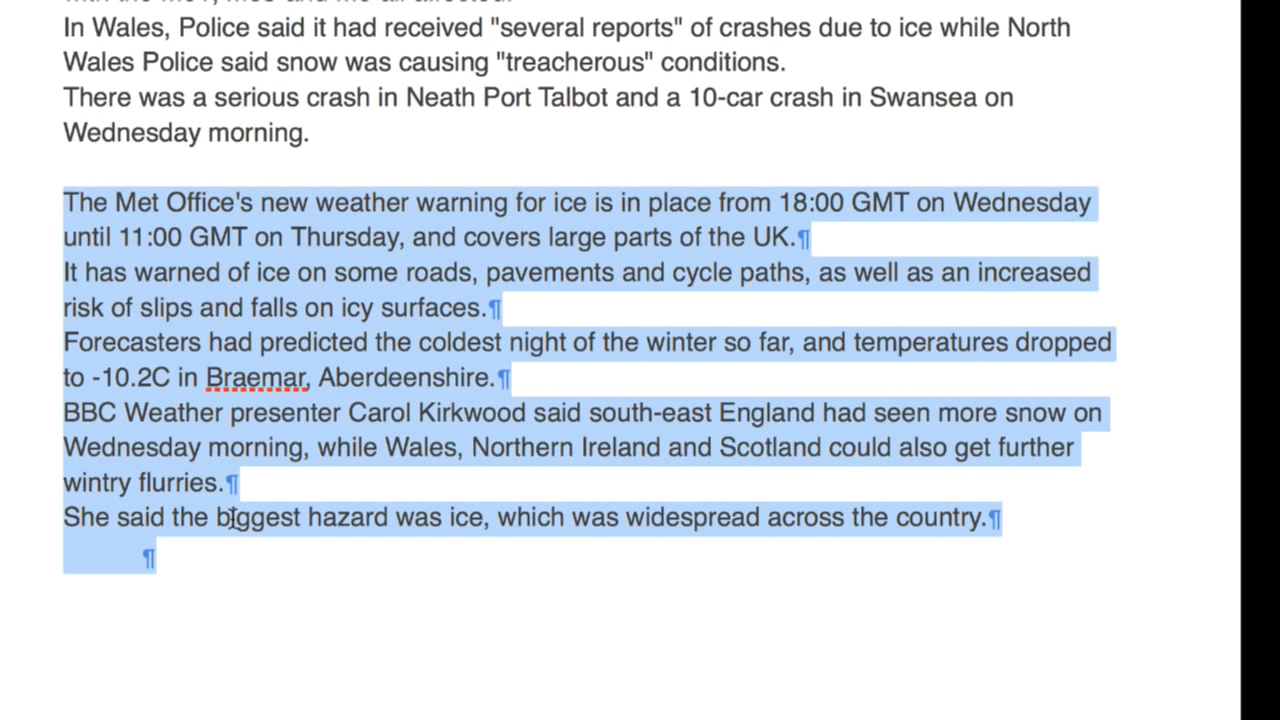 In Wales, Police said it had received "several reports" of crashes due to ice while North
Wales Police said snow was causing "treacherous" conditions.
There was a serious crash in Neath Port Talbot and a 10-car crash in Swansea on
Wednesday morning.
The Met Office's new weather warning for ice is in place from 18:00 GMT on Wednesday
until 11:00 GMT on Thursday, and covers large parts of the UK.¶
It has warned of ice on some roads, pavements and cycle paths, as well as an increased
risk of slips and falls on icy surfaces.¶
Forecasters had predicted the coldest night of the winter so far, and temperatures dropped
to -10.2C in Braemar, Aberdeenshire.¶
BBC Weather presenter Carol Kirkwood said south-east England had seen more snow on
Wednesday morning, while Wales, Northern Ireland and Scotland could also get further
wintry flurries.¶
She said the biggest hazard was ice, which was widespread across the country.¶
¶